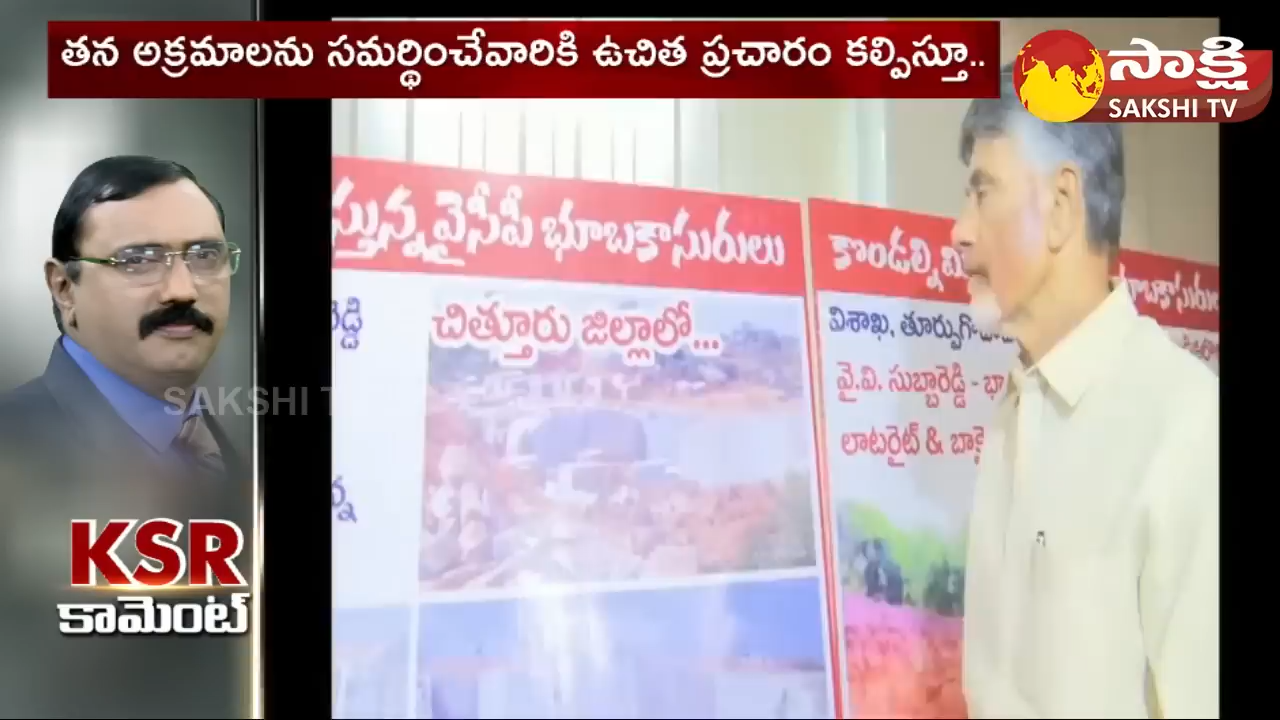 తన అక్రమాలను సమర్థించేవారికి ఉచిత ప్రచారం కల్పిస్తూ..
సాక్షి
SAKSHI TV
వైసీపీ భూబకాసురులు
చిత్తూరు జిల్లాలో...
విశాఖ,
వై.వి. సుబ్బారెడ్డి -
లాటరైట్ &
SAKSHI
KSR
కామెంట్